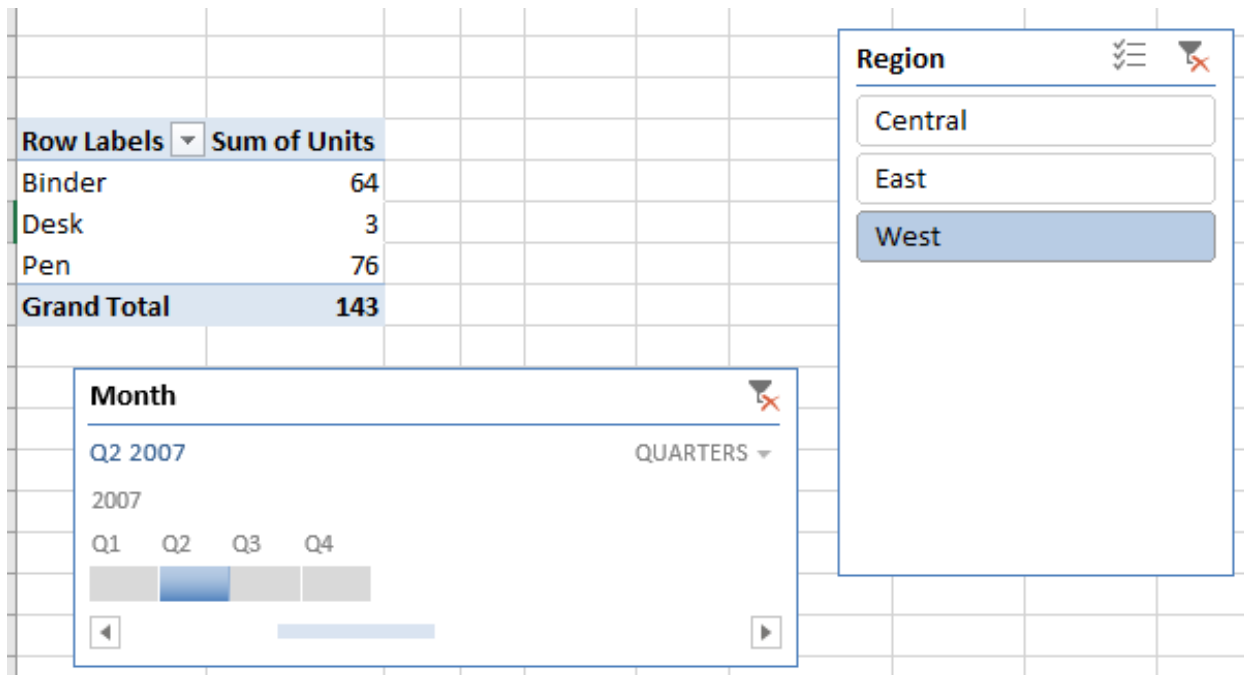 Row Labels Sum of Units
Binder 64
Desk 3
Pen 76
Grand Total 143
Region
Central
East
West
Month
Q2 2007 QUARTERS
2007
Q1 Q2 Q3 Q4